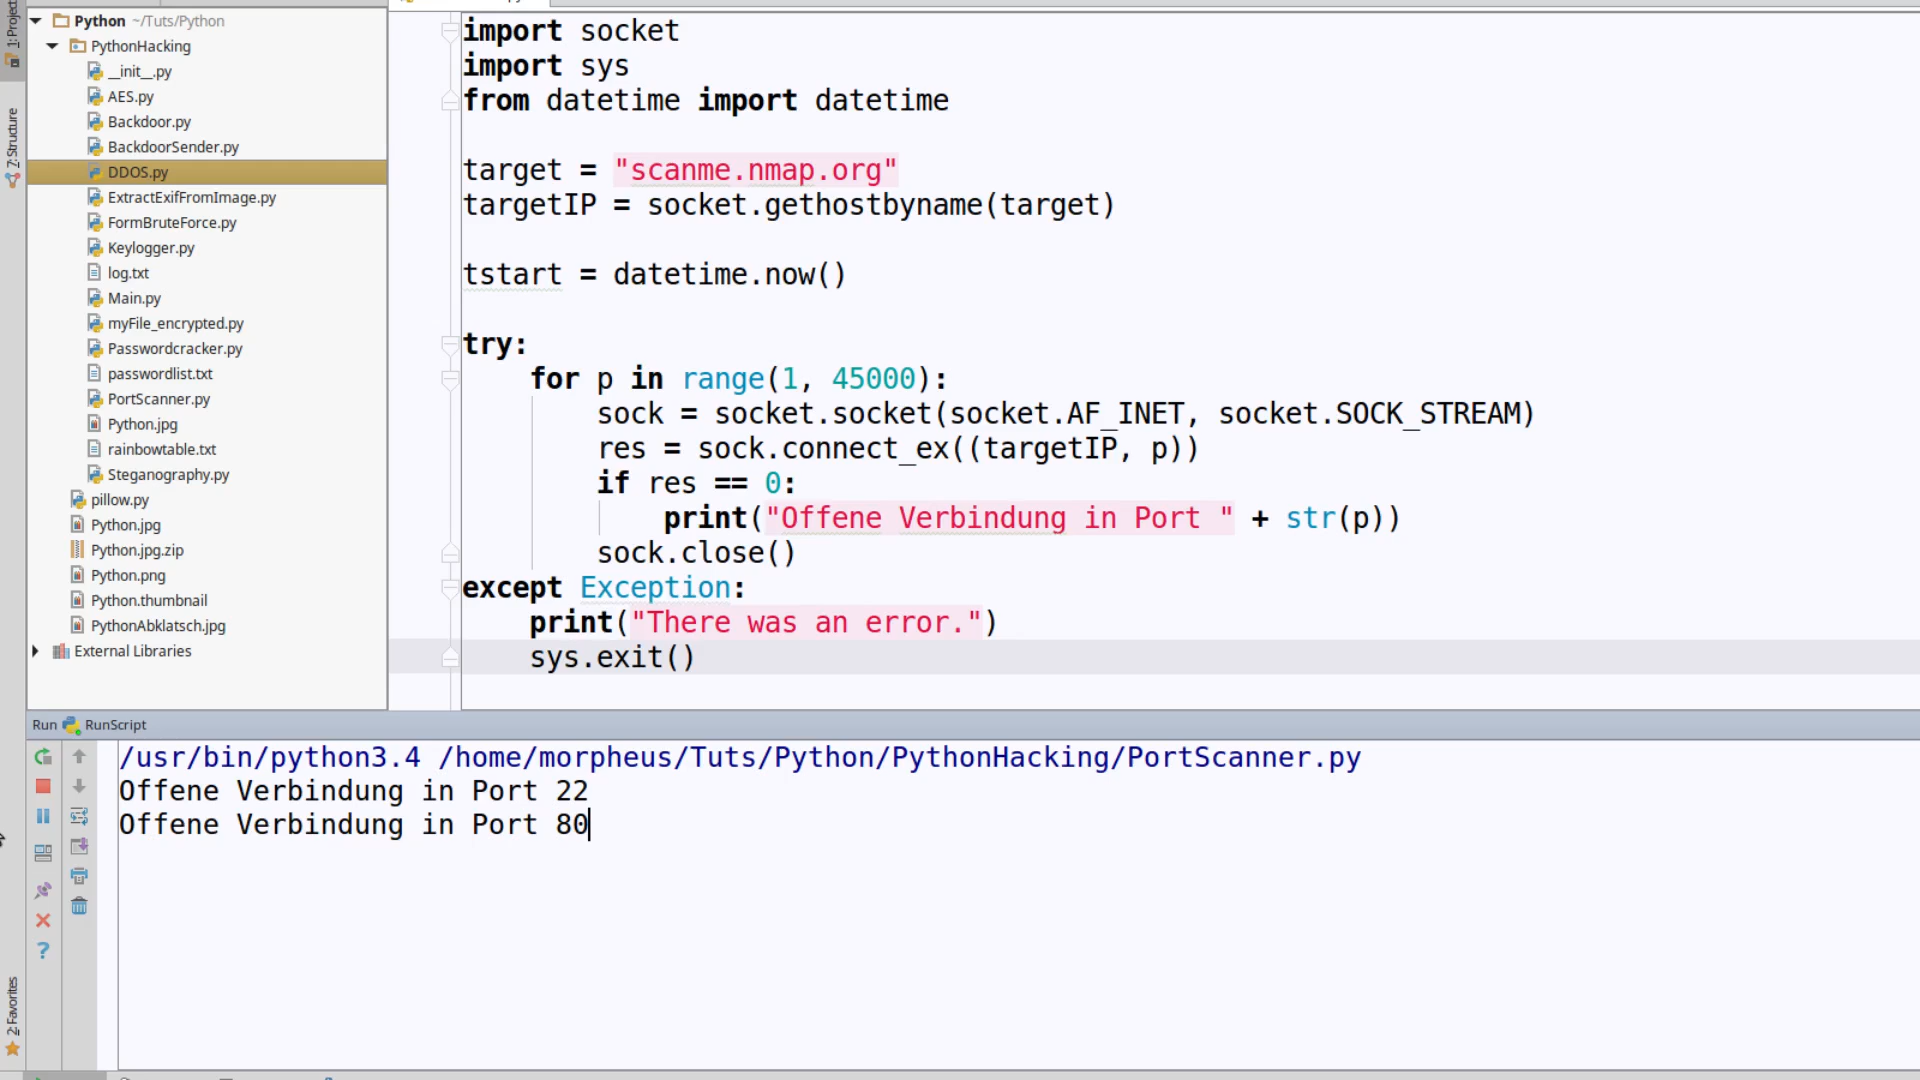 1: Project
7: Structure
2: Favorites
Python ~/Tuts/Python
PythonHacking
__init__.py
AES.py
Backdoor.py
BackdoorSender.py
DDOS.py
ExtractExifFromImage.py
FormBruteForce.py
Keylogger.py
log.txt
Main.py
myFile_encrypted.py
Passwordcracker.py
passwordlist.txt
PortScanner.py
Python.jpg
rainbowtable.txt
Steganography.py
pillow.py
Python.jpg
Python.jpg.zip
Python.png
Python.thumbnail
PythonAbklatsch.jpg
External Libraries
import socket
import sys
from datetime import datetime
target = "scanme.nmap.org"
targetIP = socket.gethostbyname(target)
tstart = datetime.now()
try:
for p in range(1, 45000):
sock = socket.socket(socket.AF_INET, socket.SOCK_STREAM)
res = sock.connect_ex((targetIP, p))
if res == 0:
print("Offene Verbindung in Port " + str(p))
sock.close()
except Exception:
print("There was an error.")
sys.exit()
Run RunScript
/usr/bin/python3.4 /home/morpheus/Tuts/Python/PythonHacking/PortScanner.py
Offene Verbindung in Port 22
Offene Verbindung in Port 80